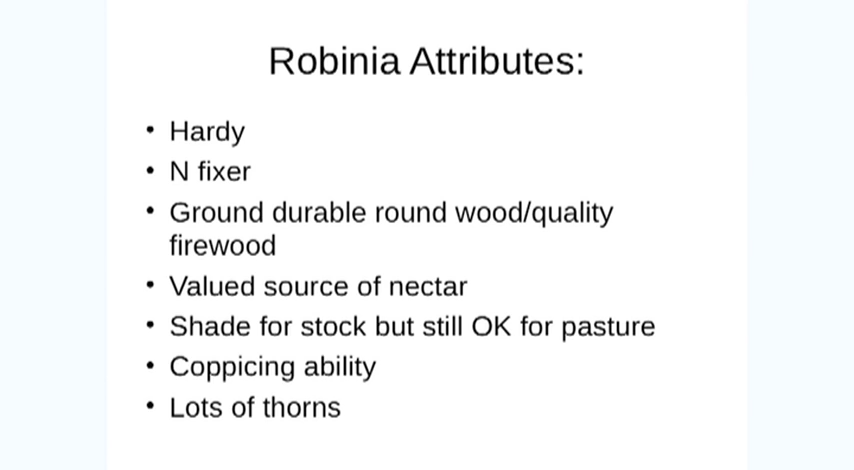 Robinia Attributes:
• Hardy
• N fixer
• Ground durable round wood/quality
firewood
• Valued source of nectar
• Shade for stock but still OK for pasture
• Coppicing ability
• Lots of thorns